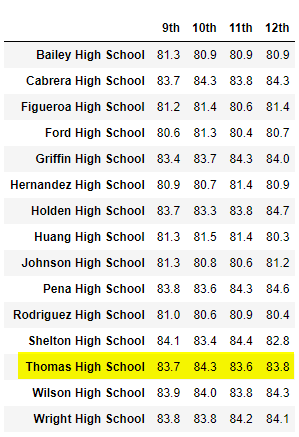 9th 10th 11th 12th
Bailey High School 81.3 80.9 80.9 80.9
Cabrera High School 83.7 84.3 83.8 84.3
Figueroa High School 81.2 81.4 80.6 81.4
Ford High School 80.6 81.3 80.4 80.7
Griffin High School 83.4 83.7 84.3 84.0
Hernandez High School 80.9 80.7 81.4 80.9
Holden High School 83.7 83.3 83.8 84.7
Huang High School 81.3 81.5 81.4 80.3
Johnson High School 81.3 80.8 80.6 81.2
Pena High School 83.8 83.6 84.3 84.6
Rodriguez High School 81.0 80.6 80.9 80.4
Shelton High School 84.1 83.4 84.4 82.8
Thomas High School 83.7 84.3 83.6 83.8
Wilson High School 83.9 84.0 83.8 84.3
Wright High School 83.8 83.8 84.2 84.1